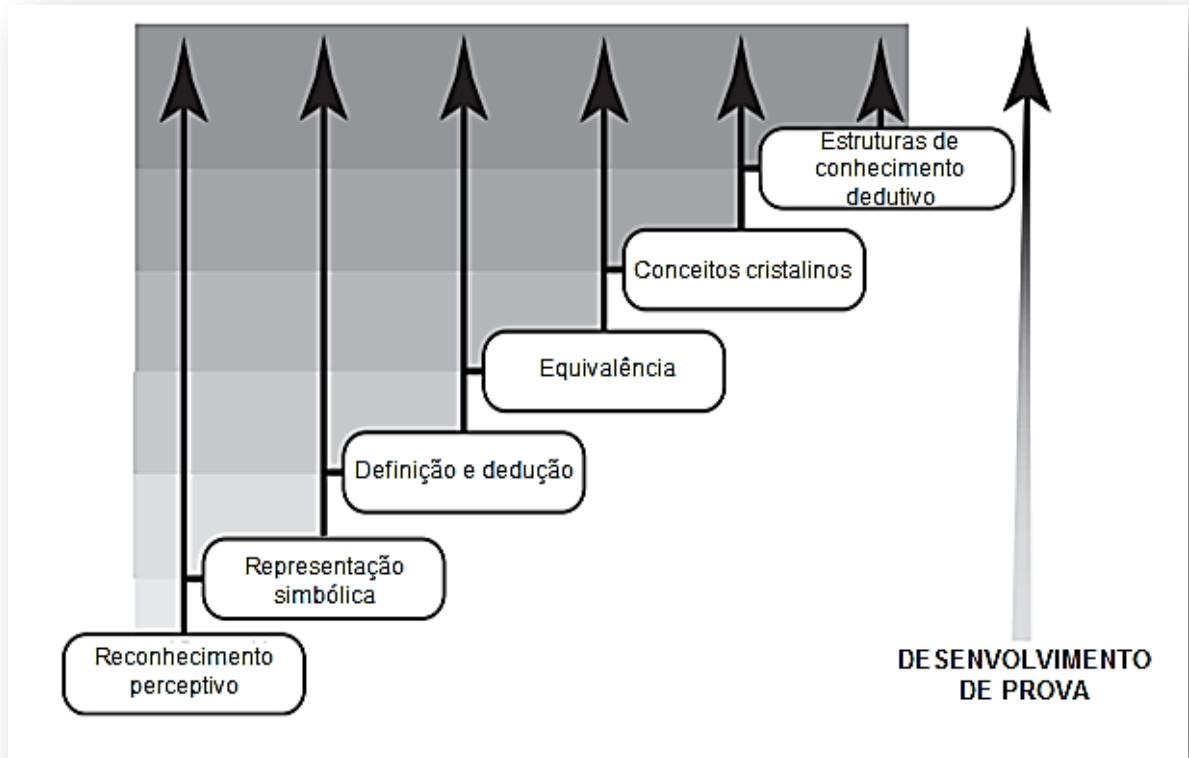 Estruturas de
conhecimento
dedutivo
Conceitos cristalinos
Equivalência
Definição e dedução
Representação
simbólica
Reconhecimento
perceptivo
DESENVOLVIMENTO
DE PROVA